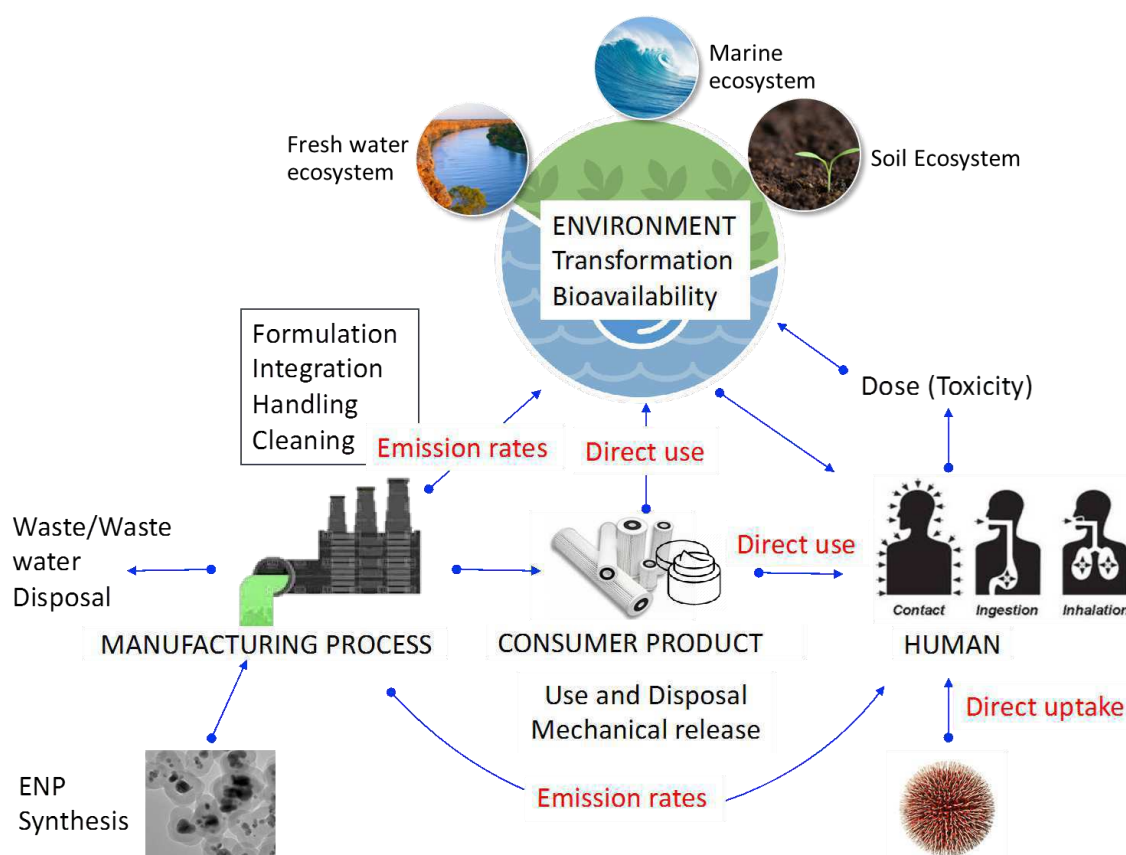 Marine
ecosystem
Fresh water
ecosystem
Soil Ecosystem
ENVIRONMENT
Transformation
Bioavailability
Formulation
Integration
Handling
Cleaning
Emission rates
Direct use
Dose (Toxicity)
Waste/Waste
water
Disposal
Direct use
Contact
Ingestion
Inhalation
MANUFACTURING PROCESS
CONSUMER PRODUCT
HUMAN
Use and Disposal
Mechanical release
Direct uptake
ENP
Synthesis
Emission rates